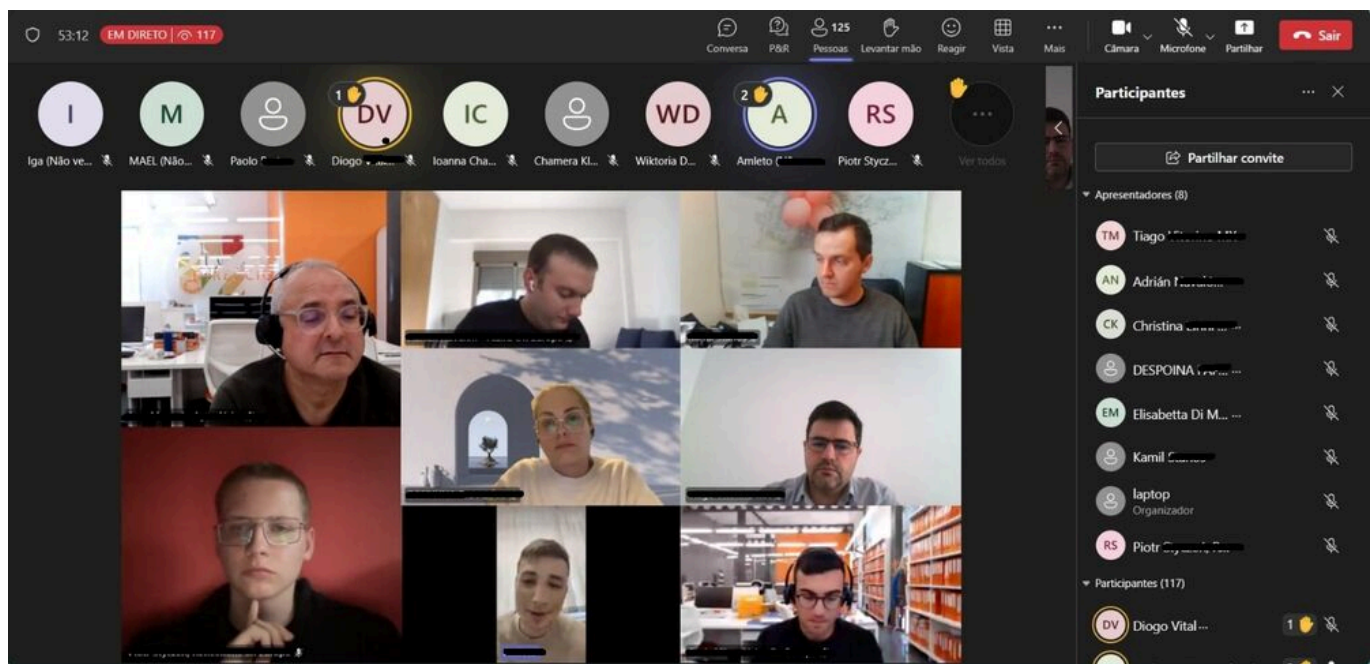 53:12 EM DIRETO 117
125
Conversa P&R Pessoas Levantar mão Reagir Vista Mais Câmara Microfone Partilhar Sair
1 DV 2 A
I M IC WD RS
Iga (Não ve... MAEL (Não... Paolo Diogo Ioanna Cha... Chamera Kl... Wiktoria D... Amleto Piotr Stycz... Ver todos
Participantes
Partilhar convite
Apresentadores (8)
TM Tiago
AN Adrián
CK Christina
DESPOINA
EM Elisabetta Di M... ...
Kamil
laptop
Organizador
RS Piotr
Participantes (117)
DV Diogo Vital ... 1